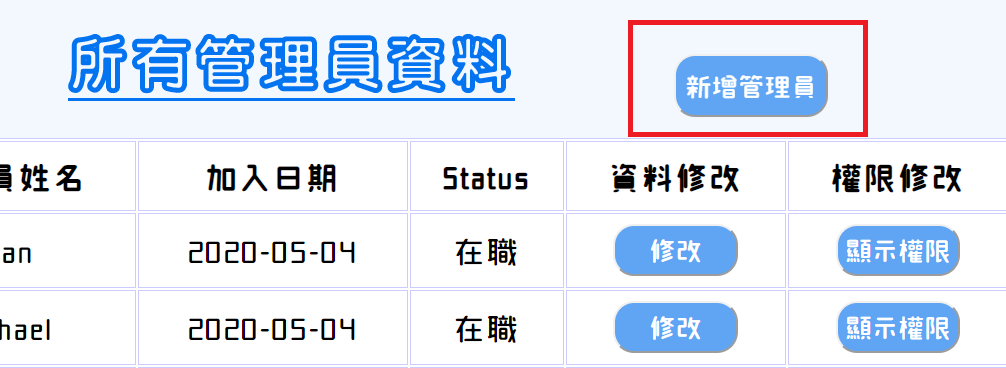 所有管理員資料
新增管理員
員姓名 加入日期 Status 資料修改 權限修改
an 2020-05-04 在職 修改 顯示權限
hael 2020-05-04 在職 修改 顯示權限